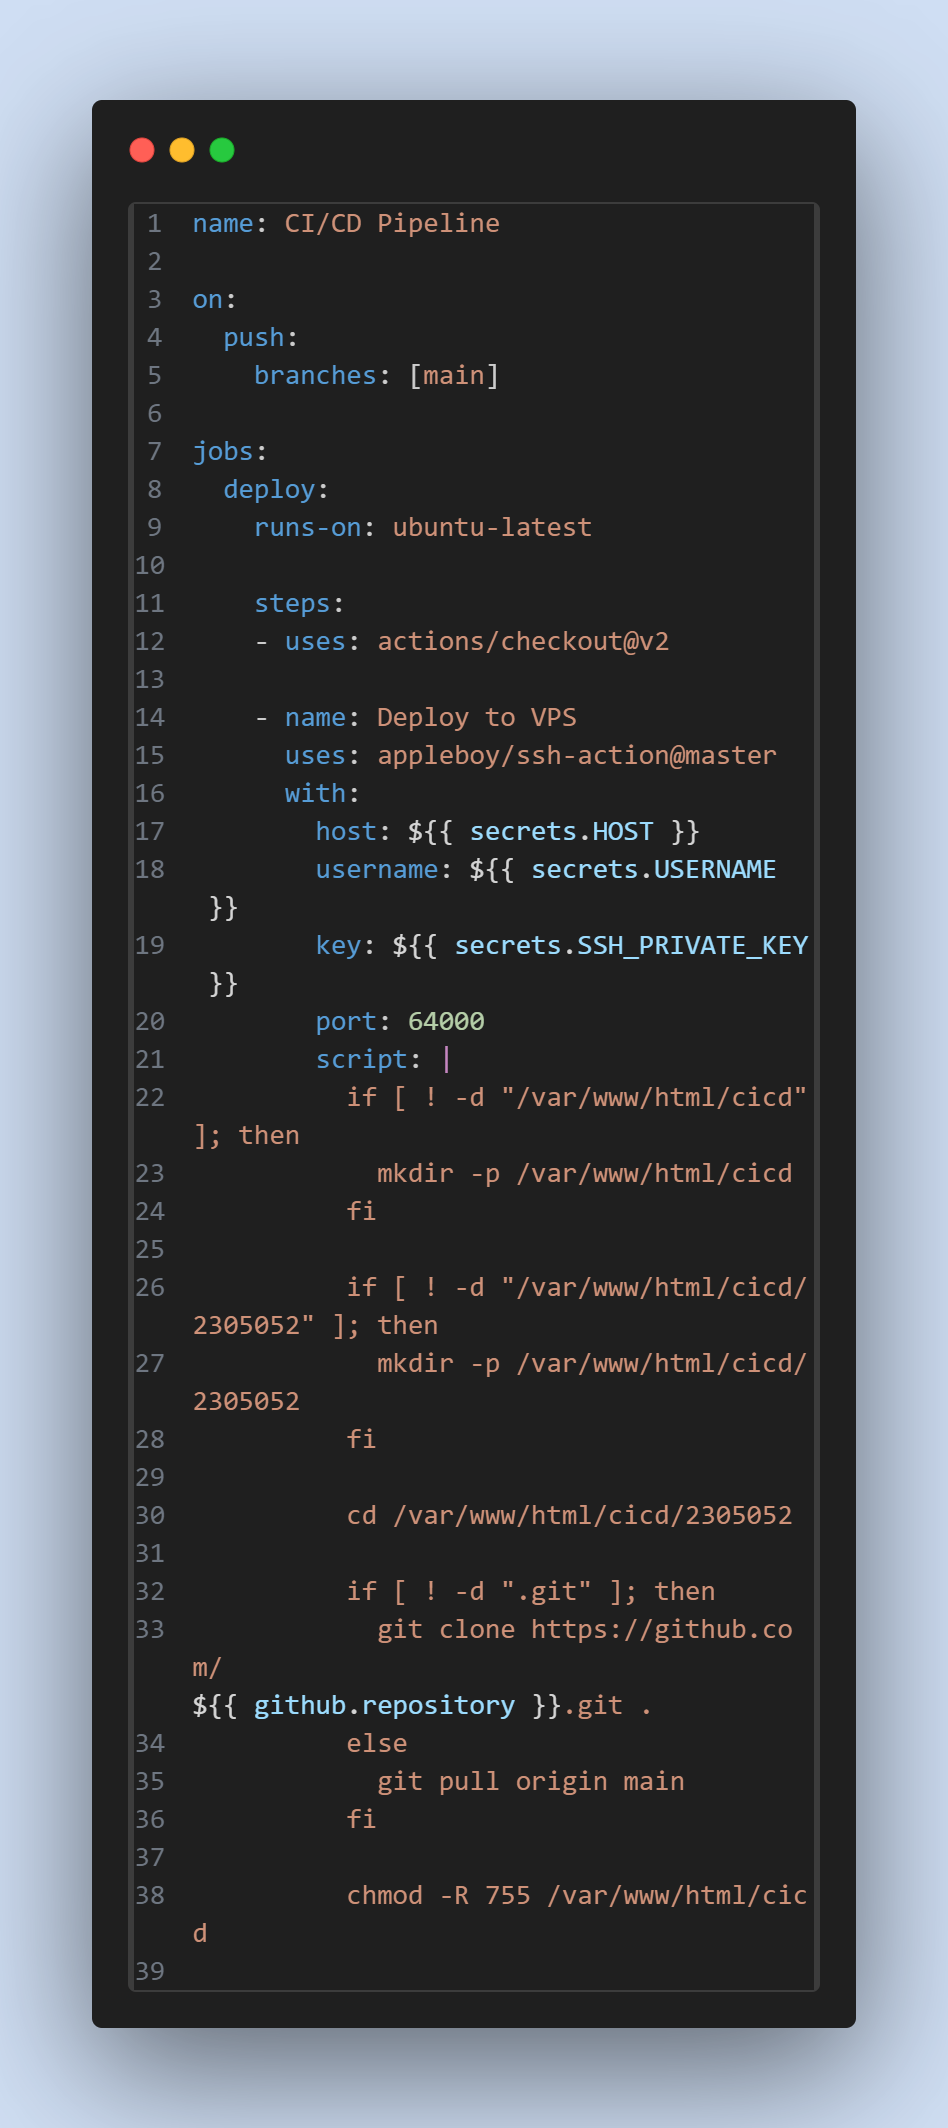 1 name: CI/CD Pipeline
2
3 on:
4   push:
5     branches: [main]
6
7 jobs:
8   deploy:
9     runs-on: ubuntu-latest
10
11     steps:
12     - uses: actions/checkout@v2
13
14     - name: Deploy to VPS
15       uses: appleboy/ssh-action@master
16       with:
17         host: ${{ secrets.HOST }}
18         username: ${{ secrets.USERNAME
 }}
19         key: ${{ secrets.SSH_PRIVATE_KEY
 }}
20         port: 64000
21         script: |
22           if [ ! -d "/var/www/html/cicd"
]; then
23             mkdir -p /var/www/html/cicd
24           fi
25
26           if [ ! -d "/var/www/html/cicd/
2305052" ]; then
27             mkdir -p /var/www/html/cicd/
2305052
28           fi
29
30           cd /var/www/html/cicd/2305052
31
32           if [ ! -d ".git" ]; then
33             git clone https://github.co
m/
${{ github.repository }}.git .
34           else
35             git pull origin main
36           fi
37
38           chmod -R 755 /var/www/html/cic
d
39